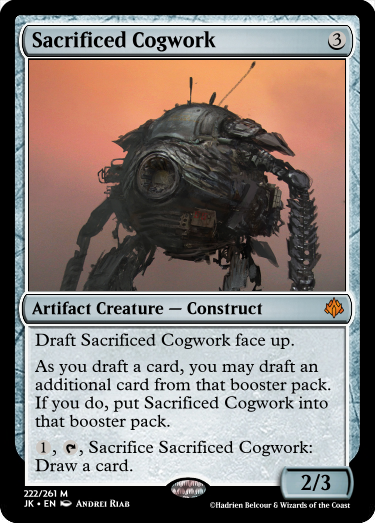 Sacrificed Cogwork 3
Artifact Creature — Construct
Draft Sacrificed Cogwork face up.
As you draft a card, you may draft an
additional card from that booster pack.
If you do, put Sacrificed Cogwork into
that booster pack.
1, , Sacrifice Sacrificed Cogwork:
Draw a card.
2/3
222/261 M
JK • EN Andrei Riab
©Hadrien Belcour & Wizards of the Coast